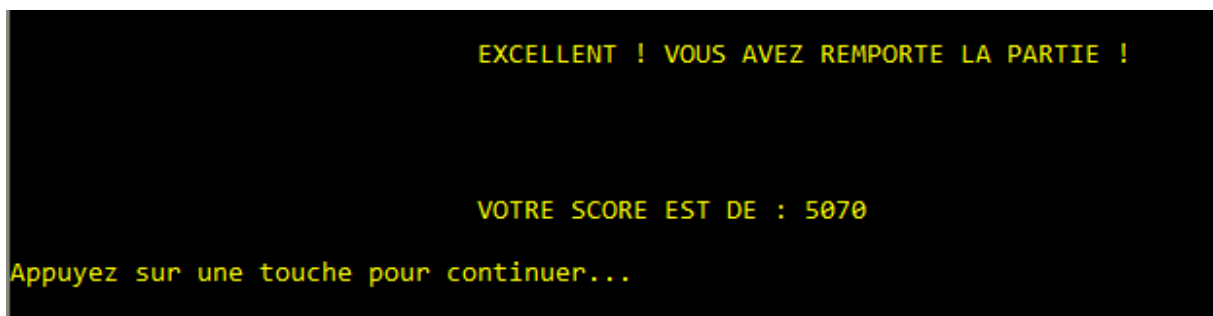 EXCELLENT ! VOUS AVEZ REMPORTE LA PARTIE !
VOTRE SCORE EST DE : 5070
Appuyez sur une touche pour continuer...